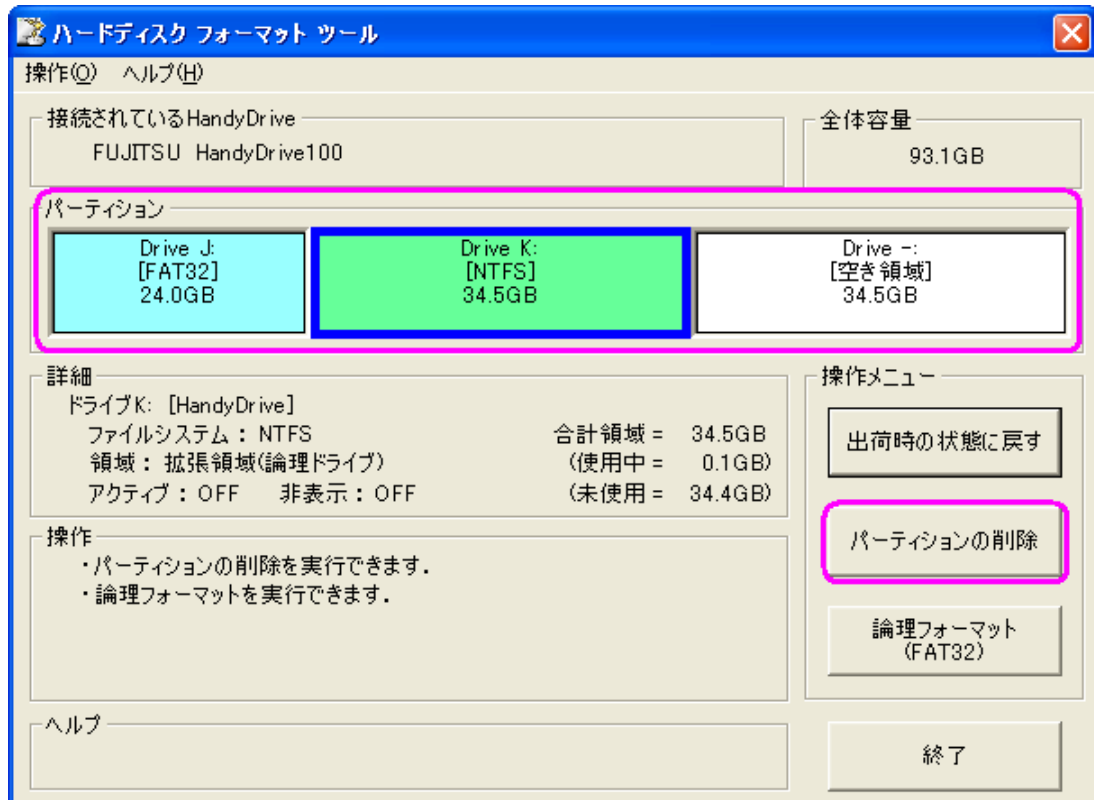 ハードディスク フォーマット ツール
操作(O) ヘルプ(H)
接続されているHandyDrive
FUJITSU HandyDrive100
全体容量
93.1GB
パーティション
Drive J:
[FAT32]
24.0GB
Drive K:
[NTFS]
34.5GB
Drive -:
[空き領域]
34.5GB
詳細
ドライブK: [HandyDrive]
ファイルシステム : NTFS 合計領域 = 34.5GB
領域 : 拡張領域(論理ドライブ) (使用中 = 0.1GB)
アクティブ : OFF 非表示 : OFF (未使用 = 34.4GB)
操作メニュー
出荷時の状態に戻す
パーティションの削除
論理フォーマット
(FAT32)
操作
・パーティションの削除を実行できます.
・論理フォーマットを実行できます.
ヘルプ
終了